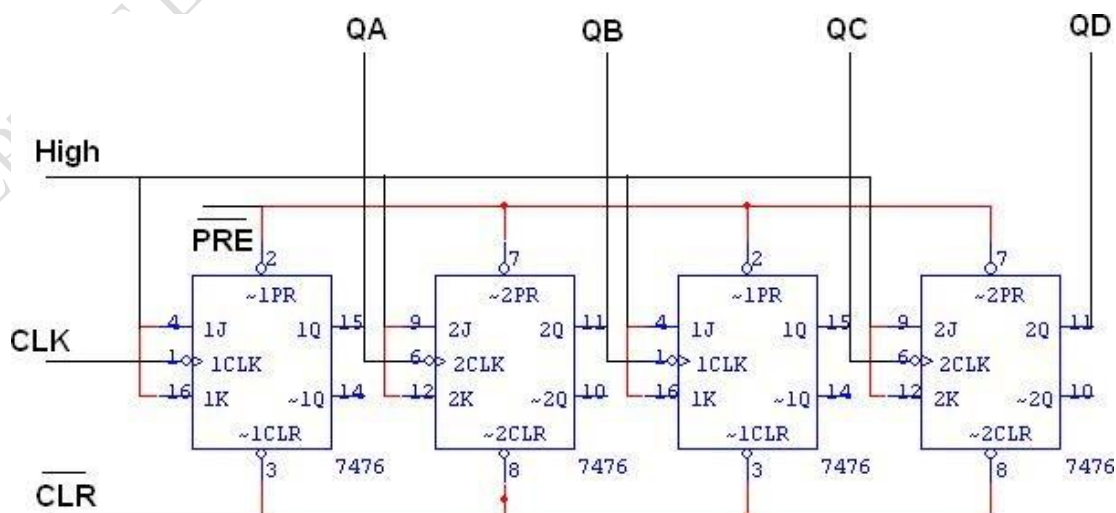 QA QB QC QD
High
PRE
2 7 2 7
~1PR ~2PR ~1PR ~2PR
4 1J 1Q 15 9 2J 2Q 11 4 1J 1Q 15 9 2J 2Q 11
CLK 1 1CLK 6 2CLK 1 1CLK 6 2CLK
16 1K ~1Q 14 12 2K ~2Q 10 16 1K ~1Q 14 12 2K ~2Q 10
~1CLR ~2CLR ~1CLR ~2CLR
3 7476 8 7476 3 7476 8 7476
CLR